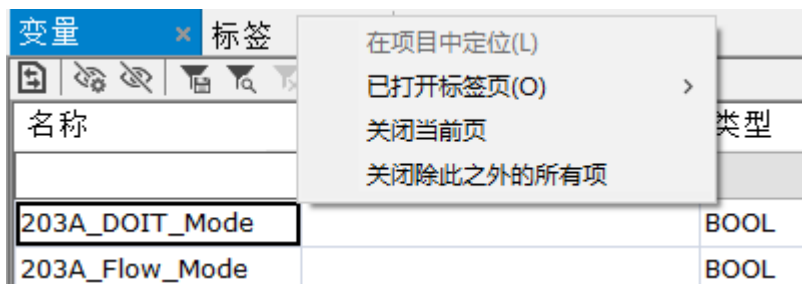 变量 × 标签
在项目中定位(L)
已打开标签页(O) >
关闭当前页
关闭除此之外的所有项
名称 类型
203A_DOIT_Mode BOOL
203A_Flow_Mode BOOL